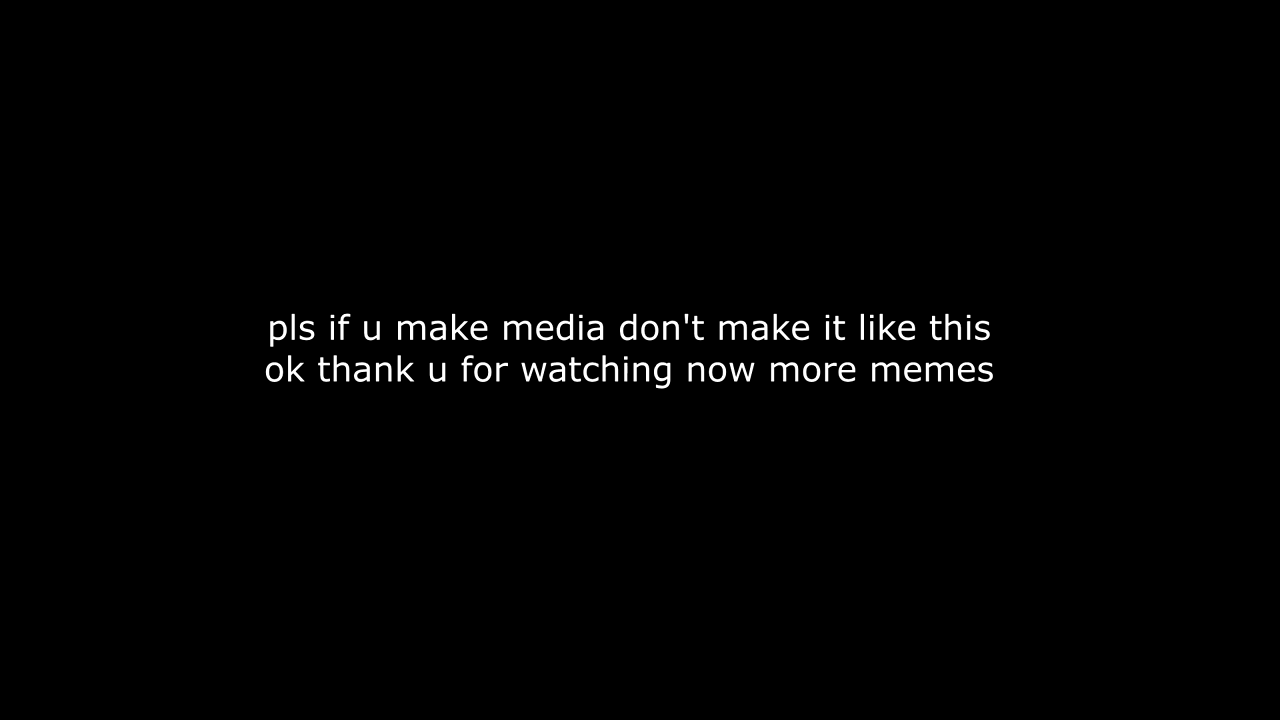 pls if u make media don't make it like this
ok thank u for watching now more memes